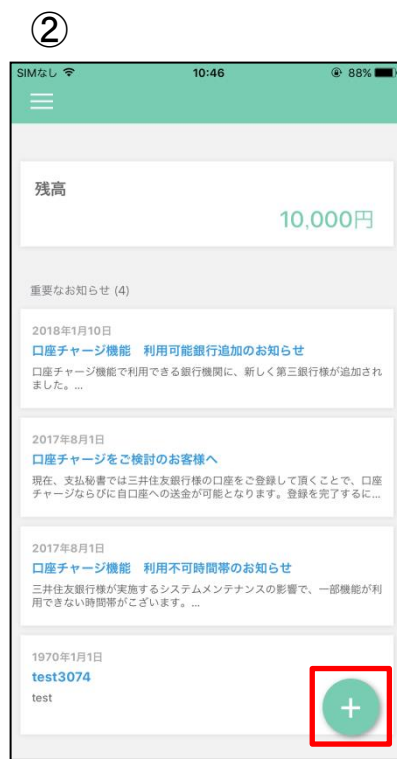 ②
SIMなし 10:46 88%
残高
10,000円
重要なお知らせ (4)
2018年1月10日
口座チャージ機能 利用可能銀行追加のお知らせ
口座チャージ機能で利用できる銀行機関に、新しく第三銀行様が追加され
ました。...
2017年8月1日
口座チャージをご検討のお客様へ
現在、支払秘書では三井住友銀行様の口座をご登録して頂くことで、口座
チャージならびに自口座への送金が可能となります。登録を完了するに...
2017年8月1日
口座チャージ機能 利用不可時間帯のお知らせ
三井住友銀行様が実施するシステムメンテナンスの影響で、一部機能が利
用できない時間帯がございます。...
1970年1月1日
test3074
test
+